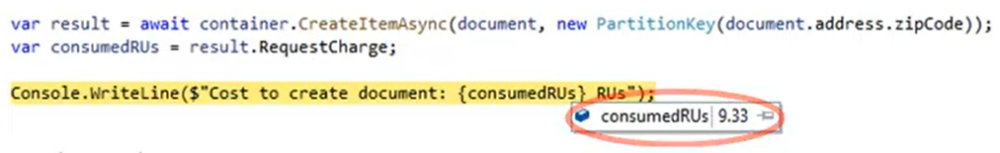 var result = await container.CreateItemAsync(document, new PartitionKey(document.address.zipCode));
var consumedRUs = result.RequestCharge;
Console.WriteLine($"Cost to create document: {consumedRUs} RUs");
consumedRUs 9.33